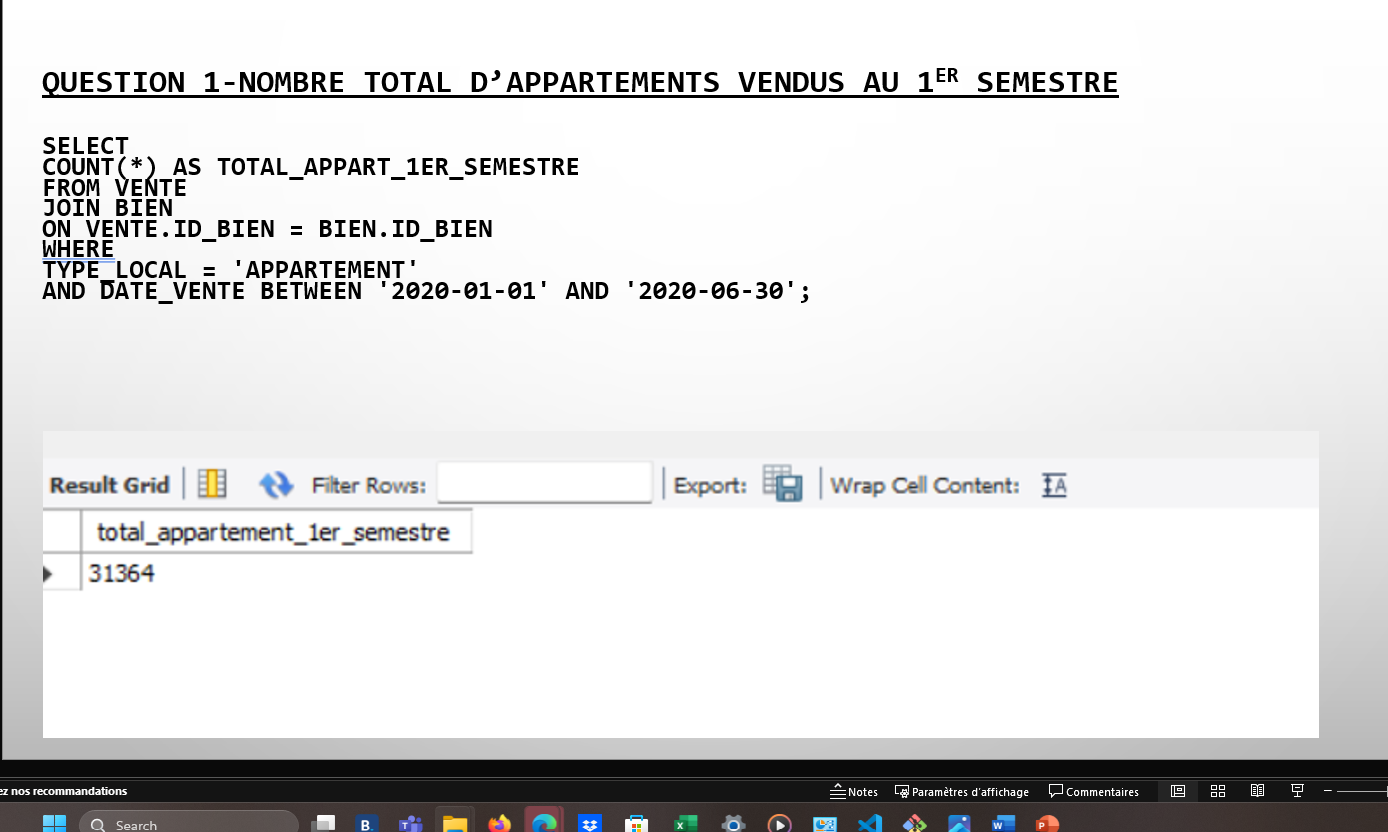 QUESTION 1-NOMBRE TOTAL D’APPARTEMENTS VENDUS AU 1ER SEMESTRE
SELECT
COUNT(*) AS TOTAL_APPART_1ER_SEMESTRE
FROM VENTE
JOIN BIEN
ON VENTE.ID_BIEN = BIEN.ID_BIEN
WHERE
TYPE_LOCAL = 'APPARTEMENT'
AND DATE_VENTE BETWEEN '2020-01-01' AND '2020-06-30';
Result Grid Filter Rows: Export: Wrap Cell Content: IA
total_appartement_1er_semestre
31364
ez nos recommandations Notes Paramètres d'affichage Commentaires
Search B.